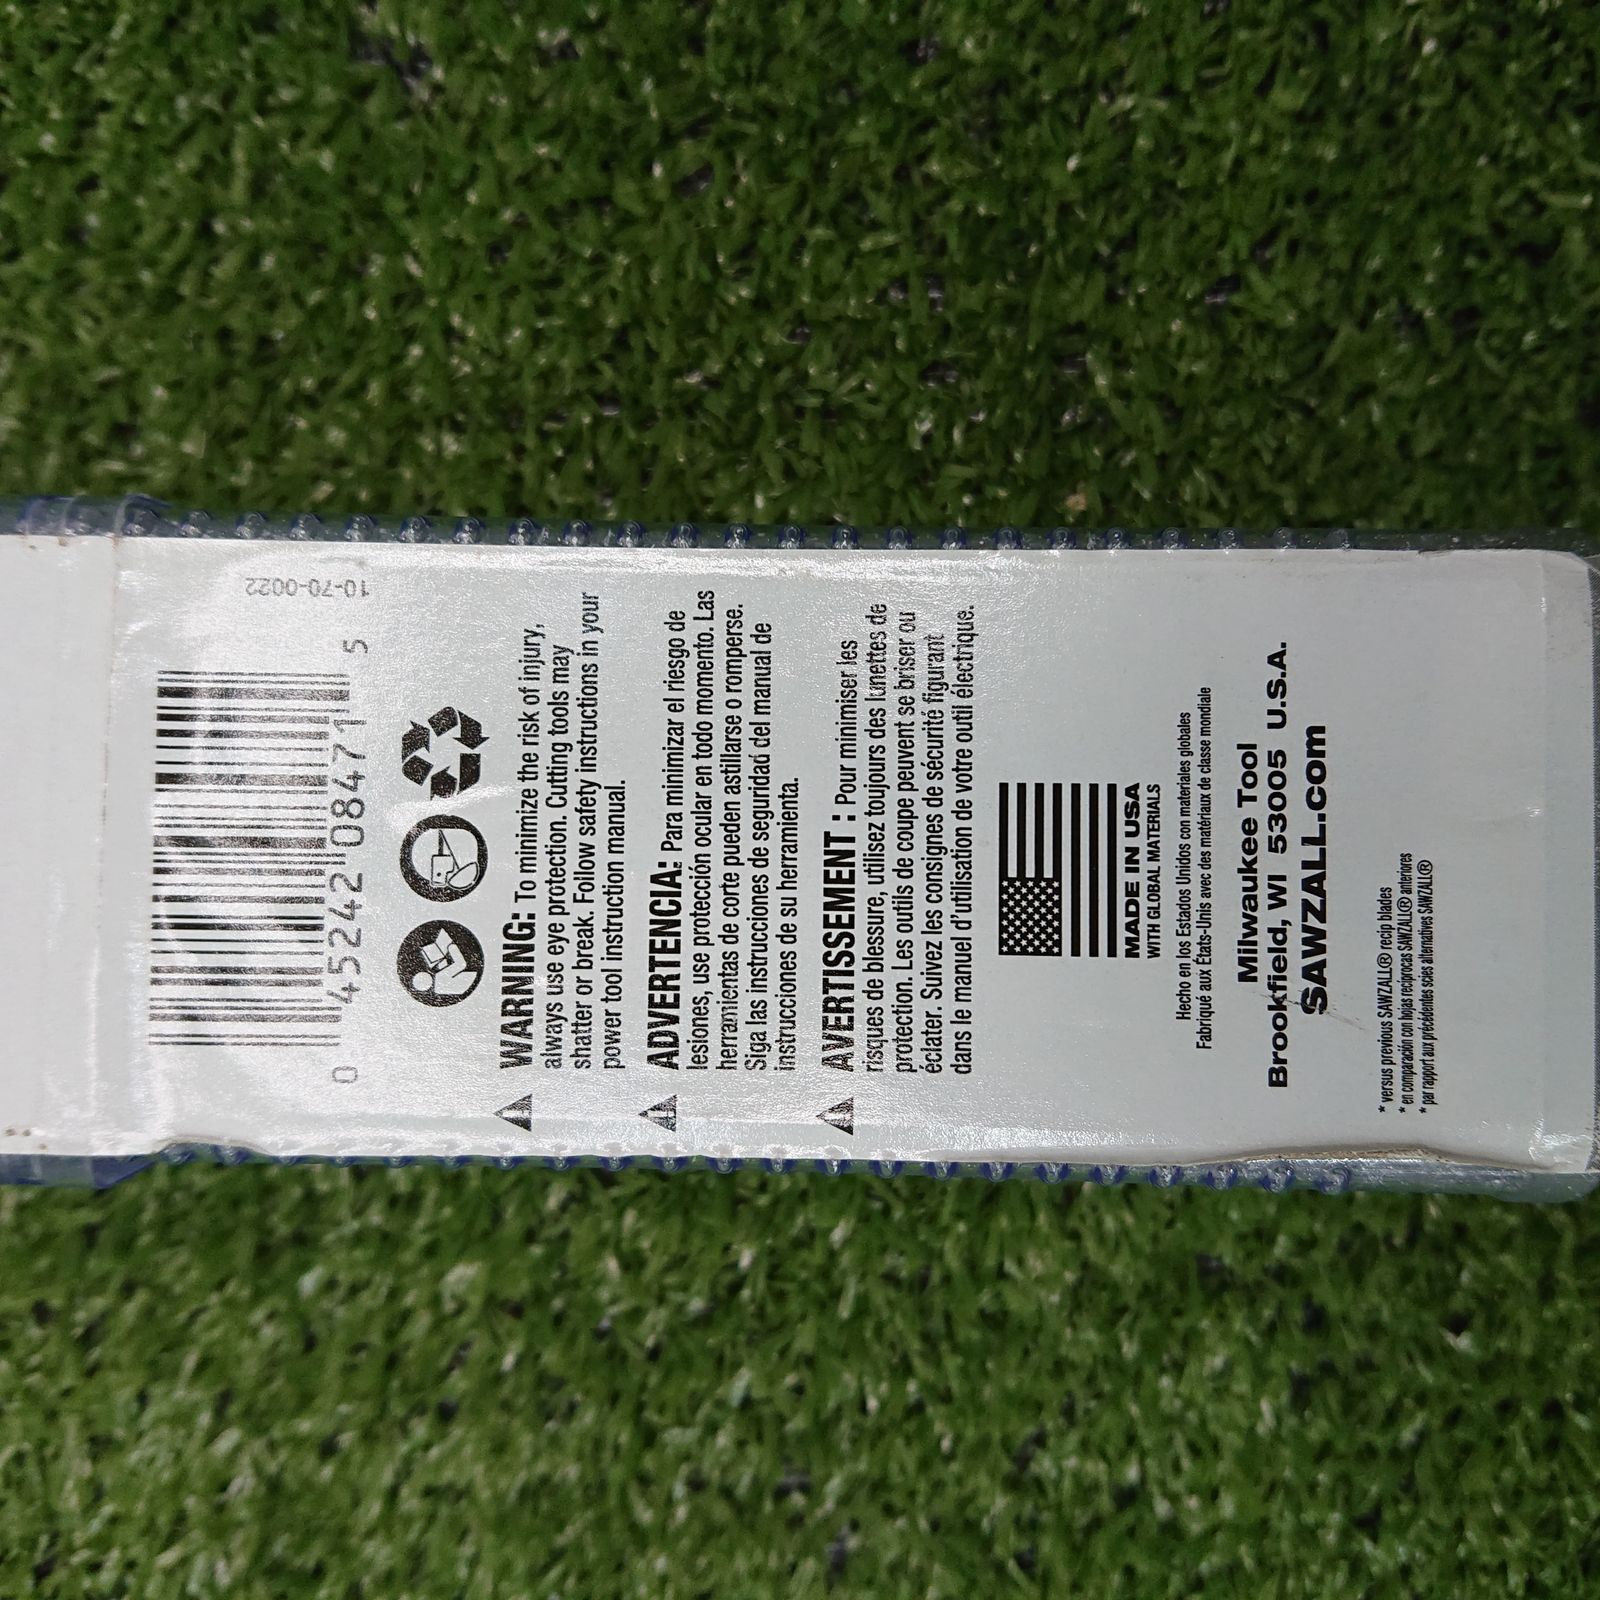 10-70-0022
0 45242 08471 5
WARNING: To minimize the risk of injury,
always use eye protection. Cutting tools may
shatter or break. Follow safety instructions in your
power tool instruction manual.
ADVERTENCIA: Para minimizar el riesgo de
lesiones, use protección ocular en todo momento. Las
herramientas de corte pueden astillarse o romperse.
Siga las instrucciones de seguridad del manual de
instrucciones de su herramienta.
AVERTISSEMENT : Pour minimiser les
risques de blessure, utilisez toujours des lunettes de
protection. Les outils de coupe peuvent se briser ou
éclater. Suivez les consignes de sécurité figurant
dans le manuel d'utilisation de votre outil électrique.
MADE IN USA
WITH GLOBAL MATERIALS
Hecho en los Estados Unidos con materiales globales
Fabriqué aux États-Unis avec des matériaux de classe mondiale
Milwaukee Tool
Brookfield, WI 53005 U.S.A.
SAWZALL.com
* versus previous SAWZALL® recip blades
* en comparación con hojas recíprocas SAWZALL® anteriores
* par rapport aux précédentes scies alternatives SAWZALL®